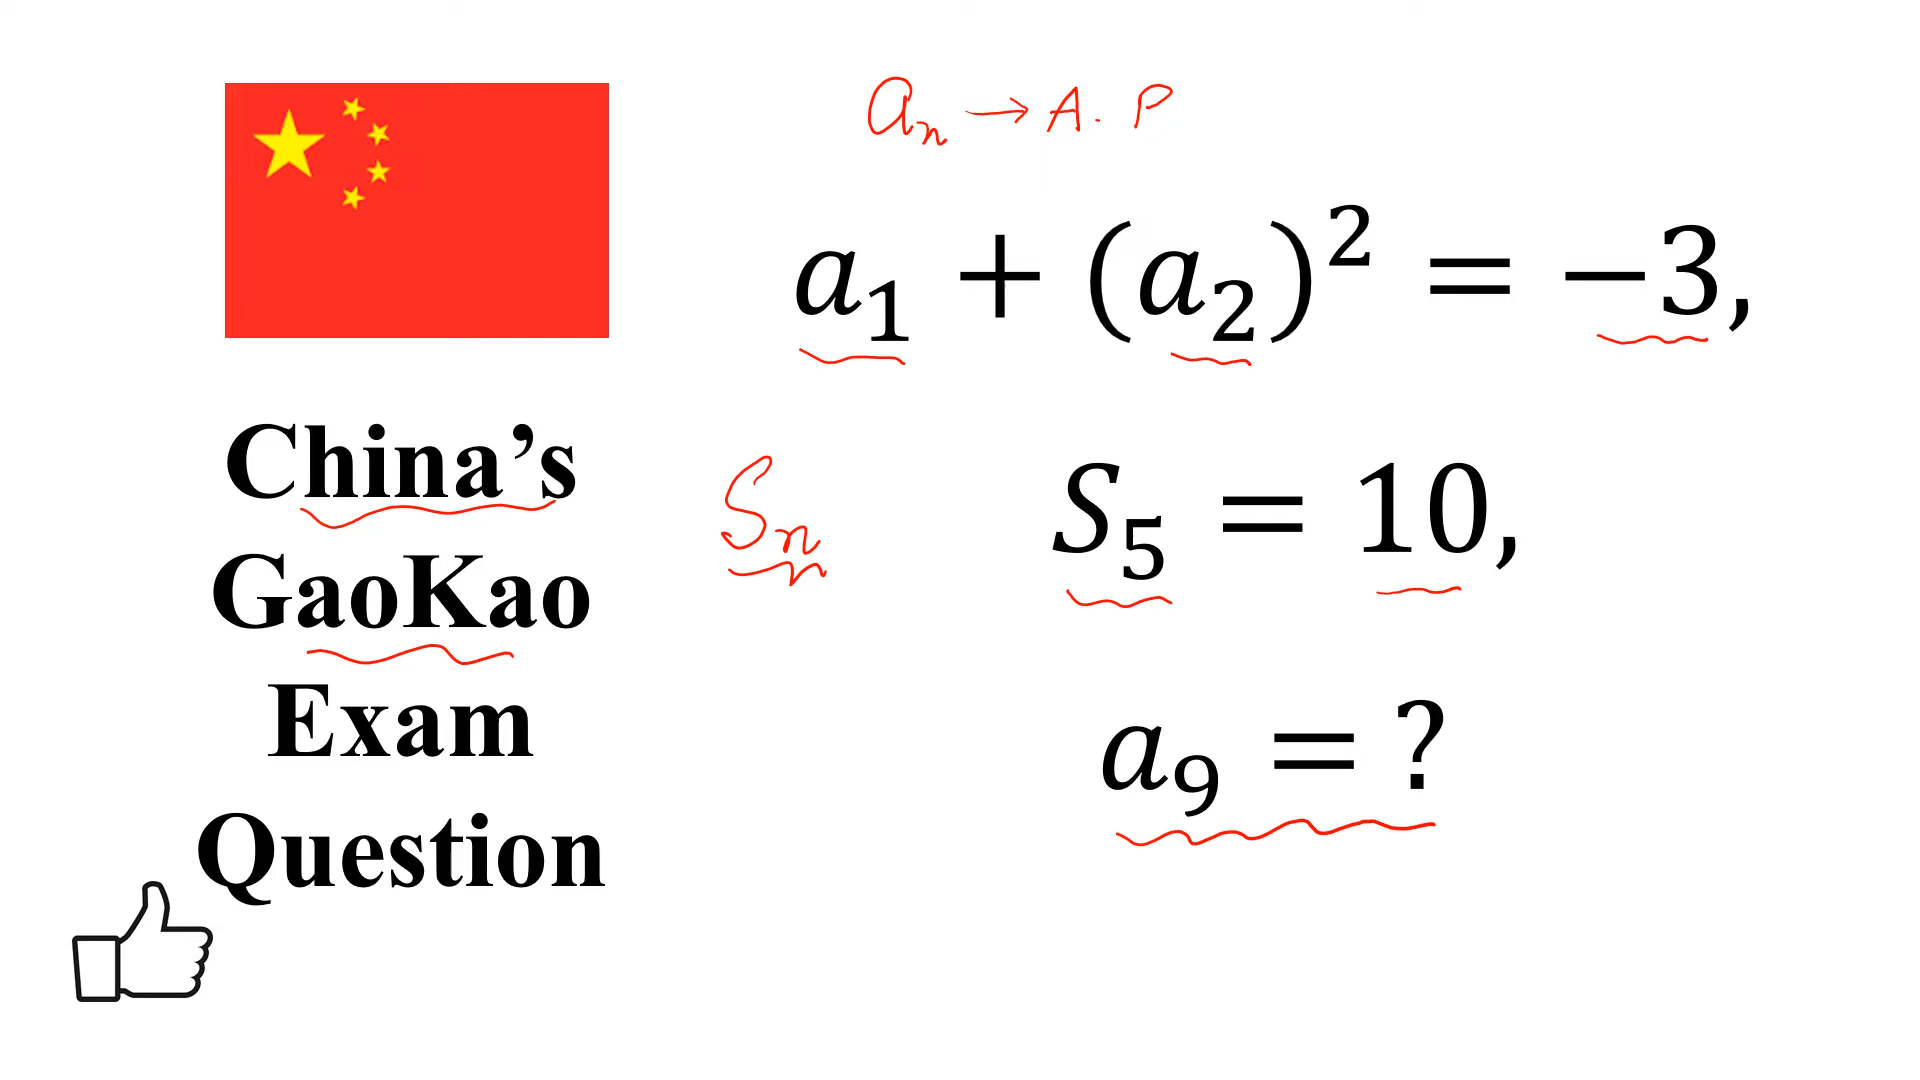 China’s
GaoKao
Exam
Question
aₙ → A. P
a₁ + (a₂)² = −3,
Sₙ
S₅ = 10,
a₉ = ?